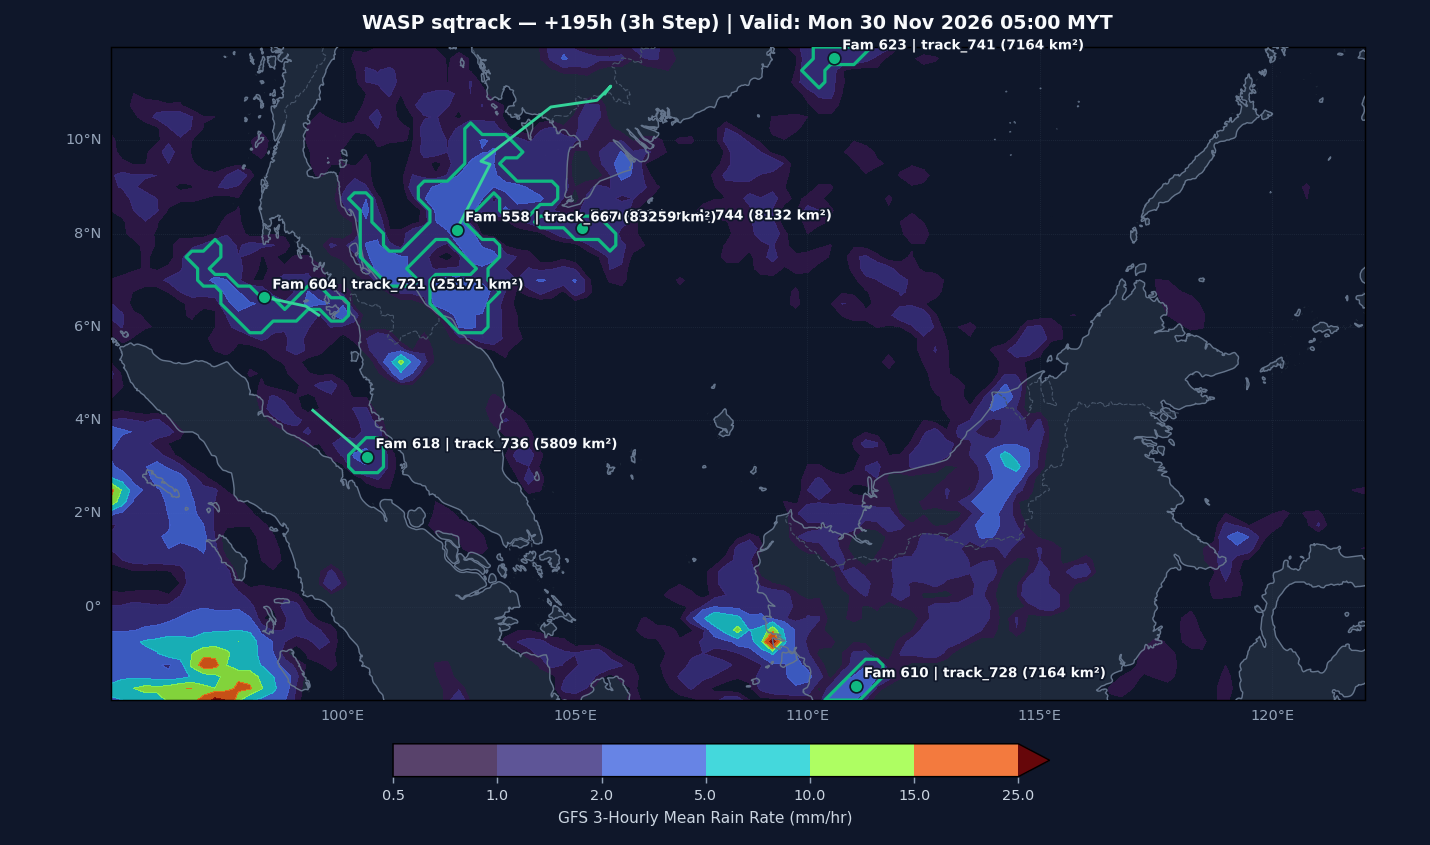 WASP sqtrack — +195h (3h Step) | Valid: Mon 30 Nov 2026 05:00 MYT
Fam 623 | track_741 (7164 km²)
10°N
8°N
Fam 558 | track_667 (83259 km²)
744 (8132 km²)
Fam 604 | track_721 (25171 km²)
6°N
4°N
Fam 618 | track_736 (5809 km²)
2°N
0°
Fam 610 | track_728 (7164 km²)
100°E 105°E 110°E 115°E 120°E
0.5 1.0 2.0 5.0 10.0 15.0 25.0
GFS 3-Hourly Mean Rain Rate (mm/hr)